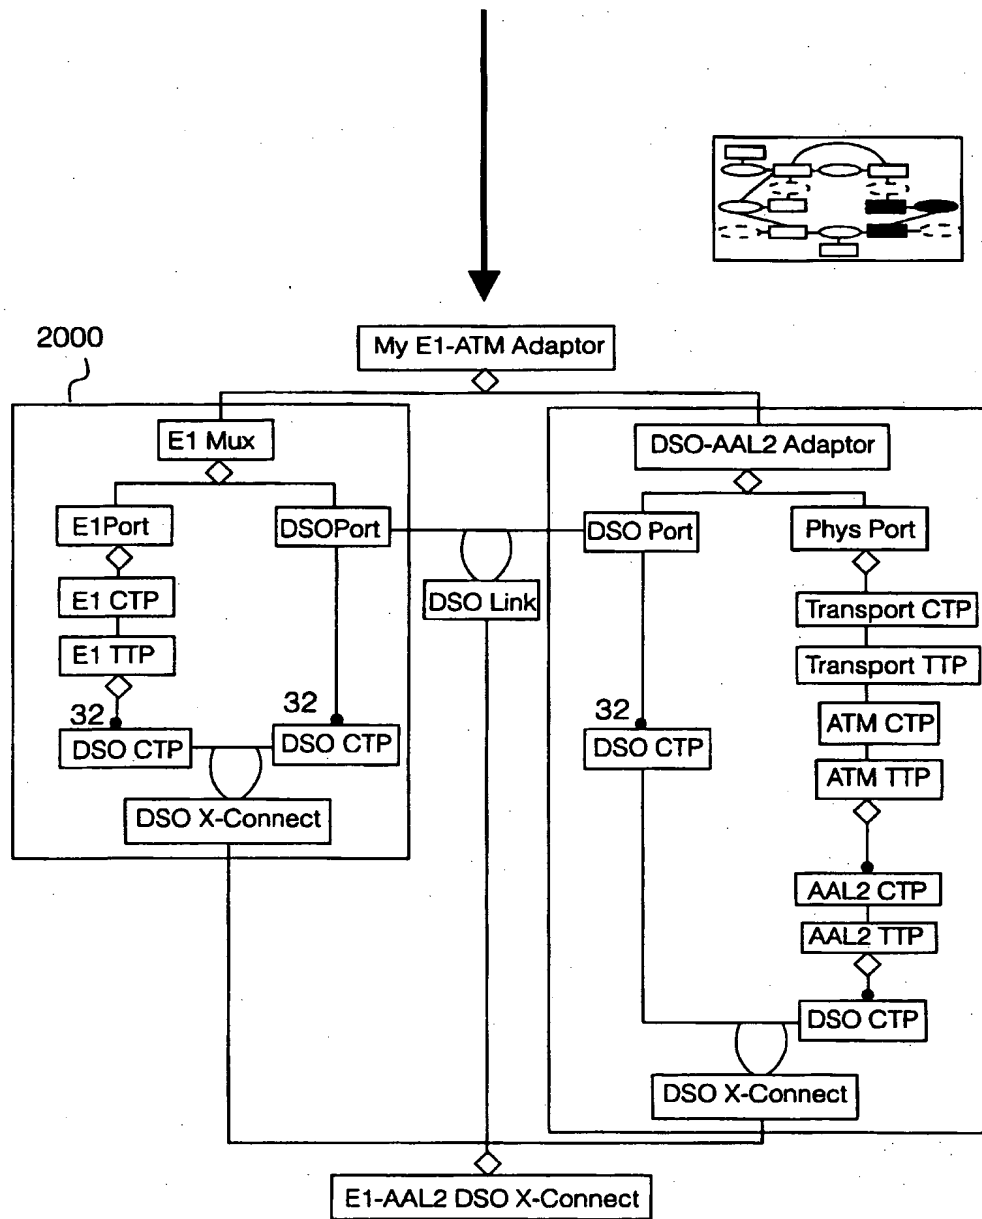 2000
My E1-ATM Adaptor
E1 Mux
DSO-AAL2 Adaptor
E1Port
DSOPort
DSO Port
Phys Port
E1 CTP
DSO Link
Transport CTP
E1 TTP
Transport TTP
32
32
32
ATM CTP
DSO CTP
DSO CTP
DSO CTP
ATM TTP
DSO X-Connect
AAL2 CTP
AAL2 TTP
DSO CTP
DSO X-Connect
E1-AAL2 DSO X-Connect